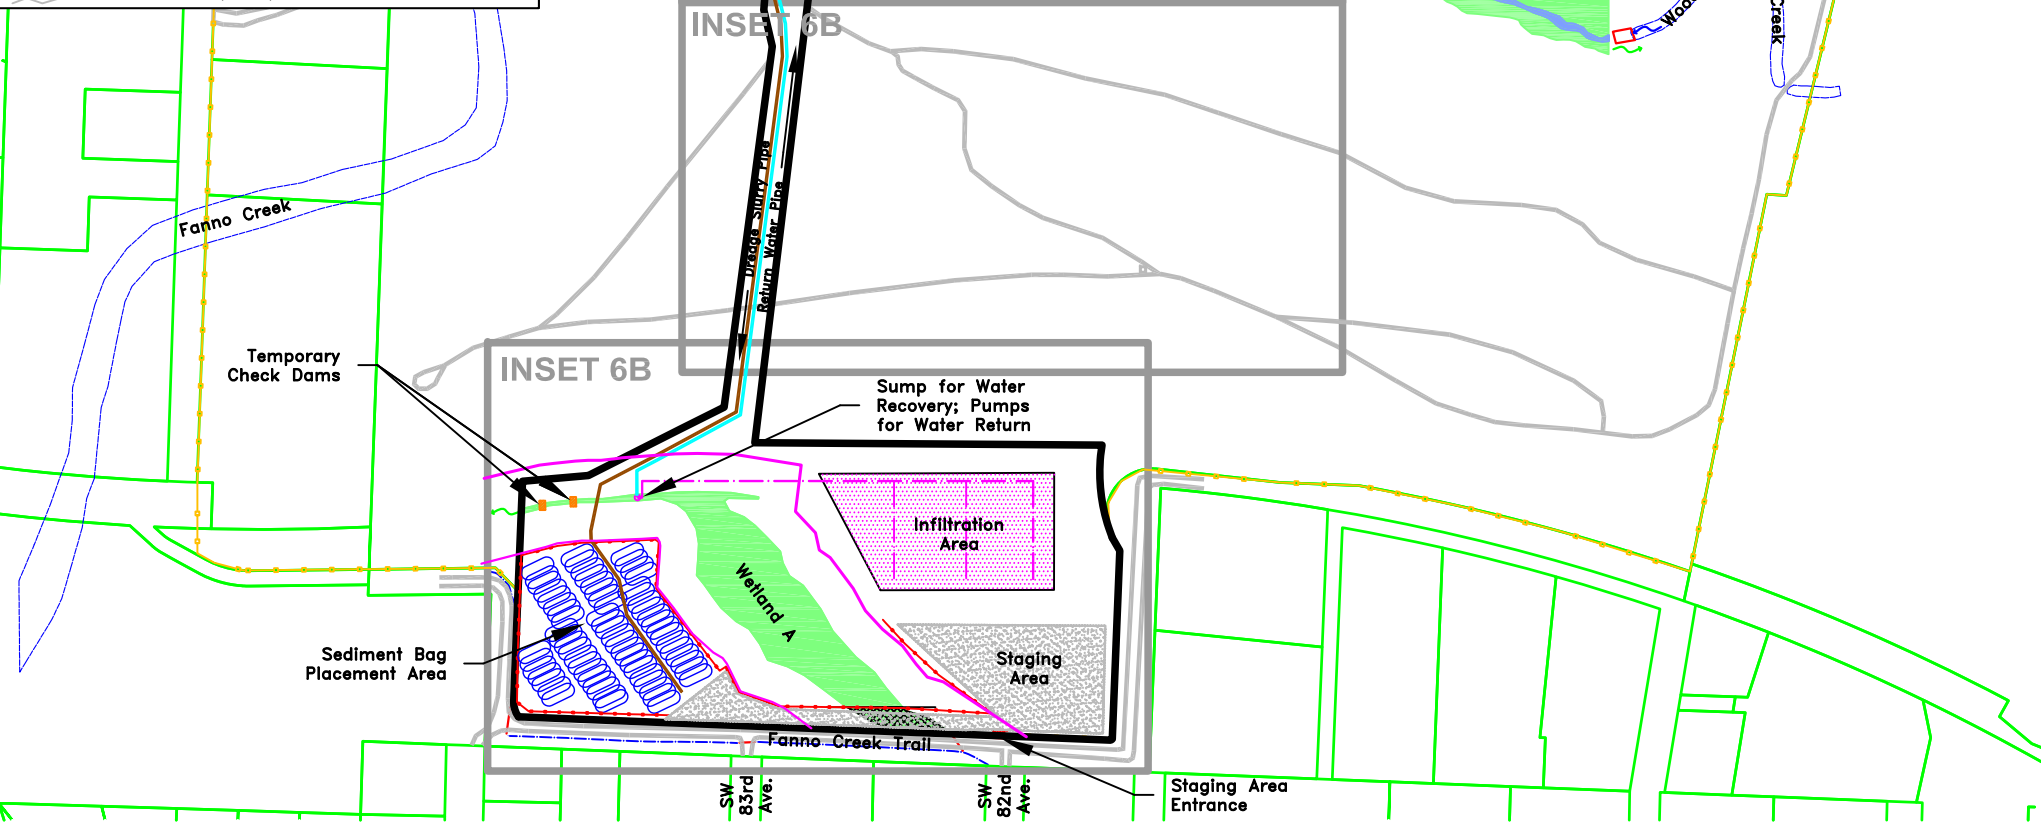 INSET 6B
Woo
Creek
Fanno Creek
Dredge Slurry Pipe
Return Water Pipe
Temporary
Check Dams
INSET 6B
Sump for Water
Recovery; Pumps
for Water Return
Infiltration
Area
Wetland A
Sediment Bag
Placement Area
Staging
Area
Fanno Creek Trail
SW
83rd
Ave.
SW
82nd
Ave.
Staging Area
Entrance